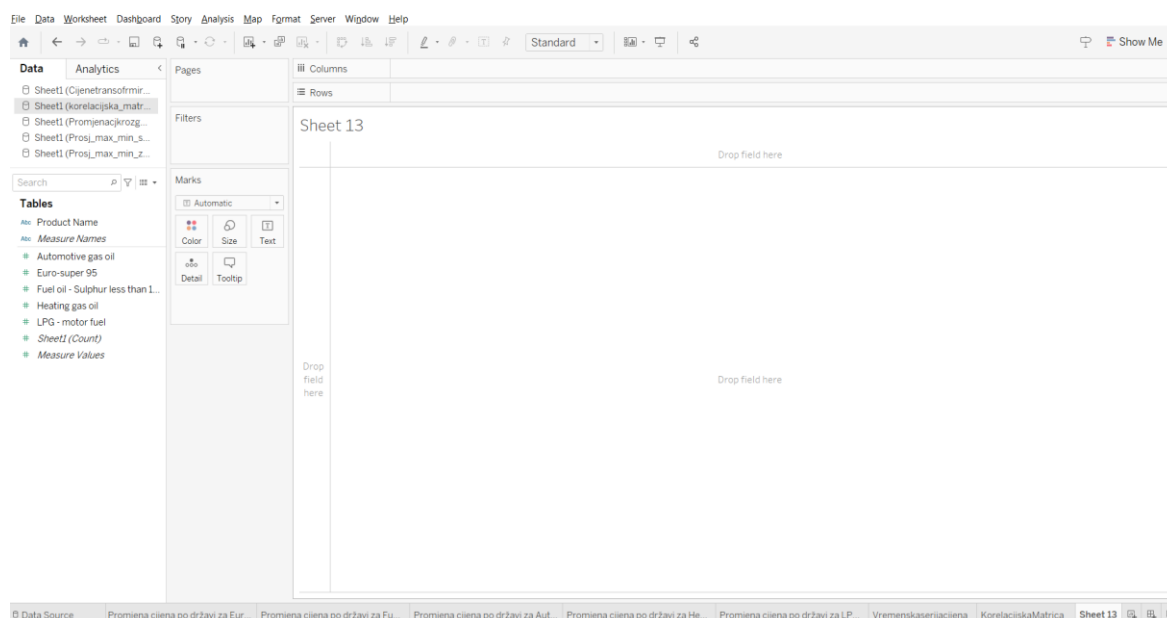 File Data Worksheet Dashboard Story Analysis Map Format Server Window Help
Standard
Show Me
Data Analytics
Pages
Columns
Rows
Sheet1 (Cijenetransofrmir...
Sheet1 (korelacijska_matr...
Sheet1 (Promjenacjkrozg...
Sheet1 (Prosj_max_min_s...
Sheet1 (Prosj_max_min_z...
Filters
Sheet 13
Drop field here
Search
Tables
Abc Product Name
Abc Measure Names
# Automotive gas oil
# Euro-super 95
# Fuel oil - Sulphur less than 1...
# Heating gas oil
# LPG - motor fuel
# Sheet1 (Count)
# Measure Values
Marks
Automatic
Color Size Text
Detail Tooltip
Drop
field
here
Drop field here
Data Source Promjena cijena po državi za Eur... Promjena cijena po državi za Fu... Promjena cijena po državi za Aut... Promjena cijena po državi za He... Promjena cijena po državi za LP... Vremenskaserijacijena KorelacijskaMatrica Sheet 13